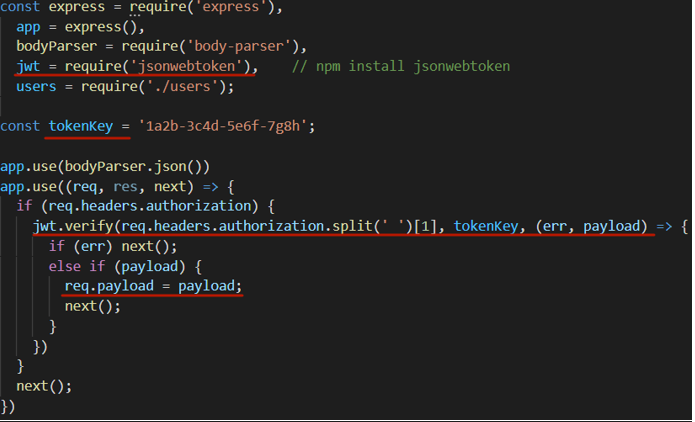 const express = require('express'),
  app = express(),
  bodyParser = require('body-parser'),
  jwt = require('jsonwebtoken'),    // npm install jsonwebtoken
  users = require('./users');
const tokenKey = '1a2b-3c4d-5e6f-7g8h';
app.use(bodyParser.json())
app.use((req, res, next) => {
  if (req.headers.authorization) {
    jwt.verify(req.headers.authorization.split(' ')[1], tokenKey, (err, payload) => {
      if (err) next();
      else if (payload) {
        req.payload = payload;
        next();
      }
    })
  }
  next();
})